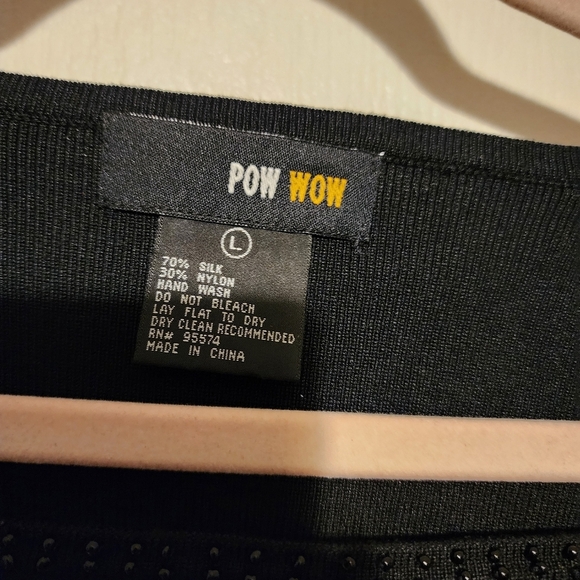 POW WOW
L
70% SILK
30% NYLON
HAND WASH
DO NOT BLEACH
LAY FLAT TO DRY
DRY CLEAN RECOMMENDED
RN# 95574
MADE IN CHINA